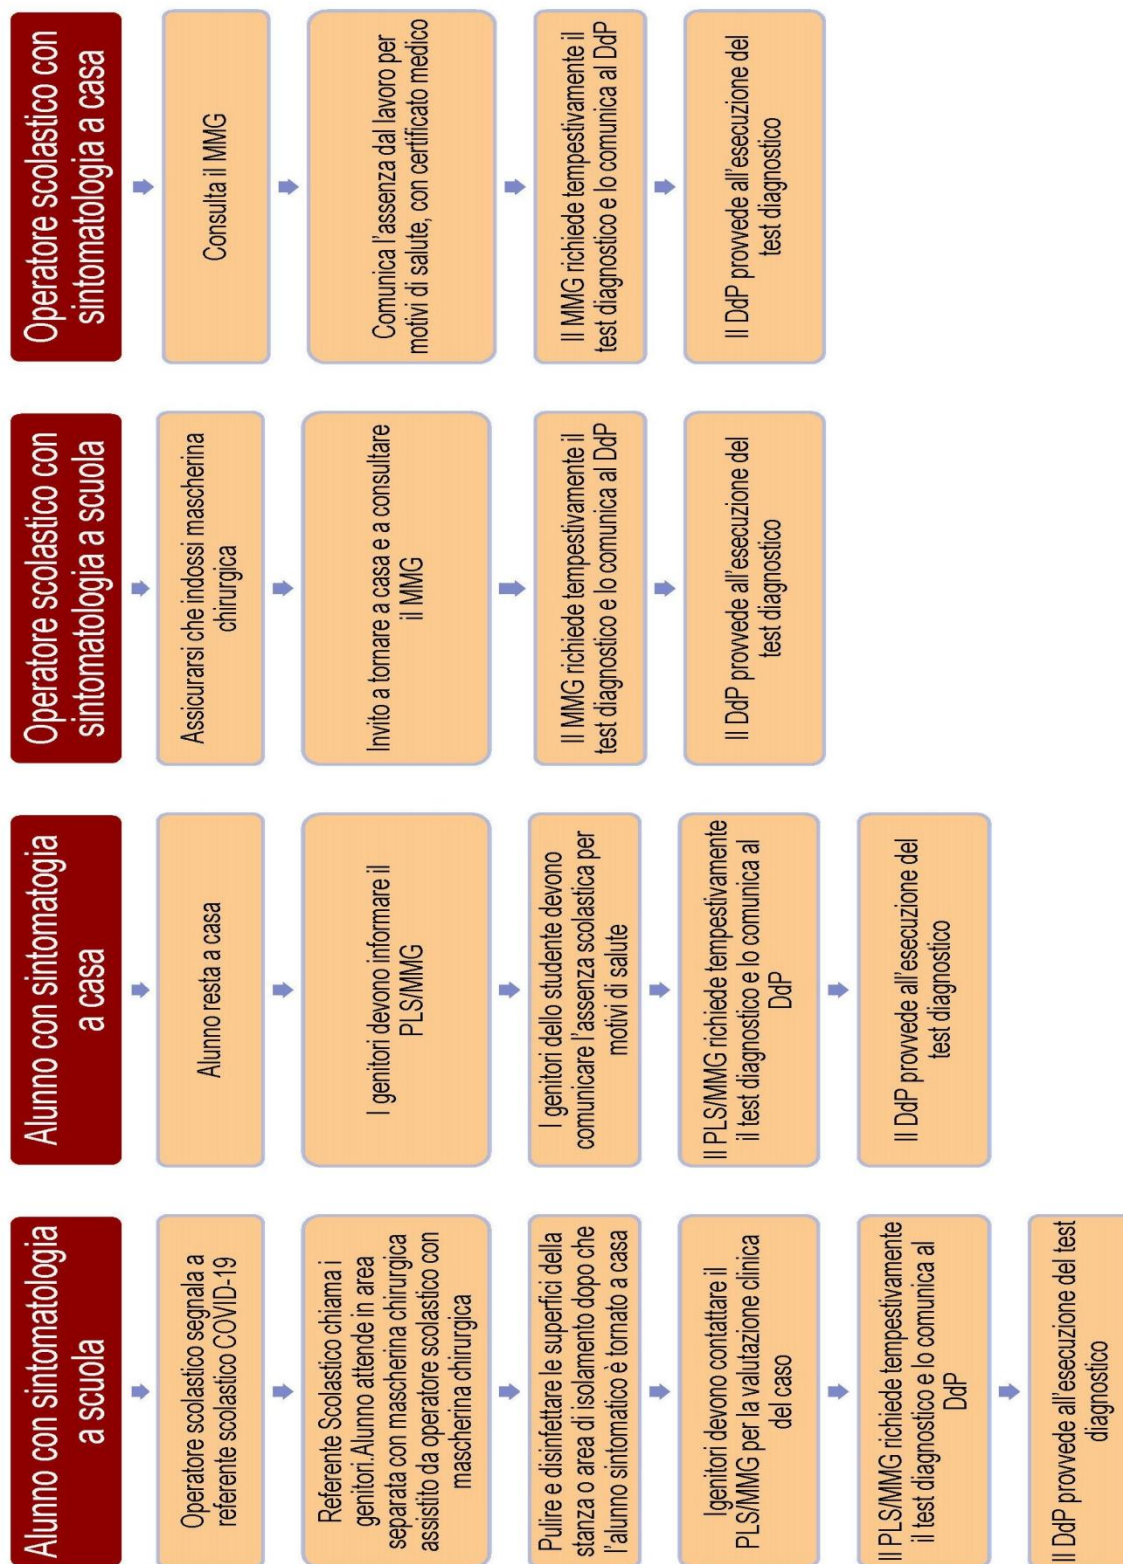 Alunno con sintomatologia
a scuola
Operatore scolastico segnala a
referente scolastico COVID-19
Referente Scolastico chiama i
genitori.Alunno attende in area
separata con mascherina chirurgica
assistito da operatore scolastico con
mascherina chirurgica
Pulire e disinfettare le superfici della
stanza o area di isolamento dopo che
l'alunno sintomatico è tornato a casa
Igenitori devono contattare il
PLS/MMG per la valutazione clinica
del caso
Il PLS/MMG richiede tempestivamente
il test diagnostico e lo comunica al
DdP
Il DdP provvede all'esecuzione del test
diagnostico
Alunno con sintomatogia
a casa
Alunno resta a casa
I genitori devono informare il
PLS/MMG
I genitori dello studente devono
comunicare l'assenza scolastica per
motivi di salute
Il PLS/MMG richiede tempestivamente
il test diagnostico e lo comunica al
DdP
Il DdP provvede all'esecuzione del
test diagnostico
Operatore scolastico con
sintomatologia a scuola
Assicurarsi che indossi mascherina
chirurgica
Invito a tornare a casa e a consultare
il MMG
Il MMG richiede tempestivamente il
test diagnostico e lo comunica al DdP
Il DdP provvede all'esecuzione del
test diagnostico
Operatore scolastico con
sintomatologia a casa
Consulta il MMG
Comunica l'assenza dal lavoro per
motivi di salute, con certificato medico
Il MMG richiede tempestivamente il
test diagnostico e lo comunica al DdP
Il DdP provvede all'esecuzione del
test diagnostico